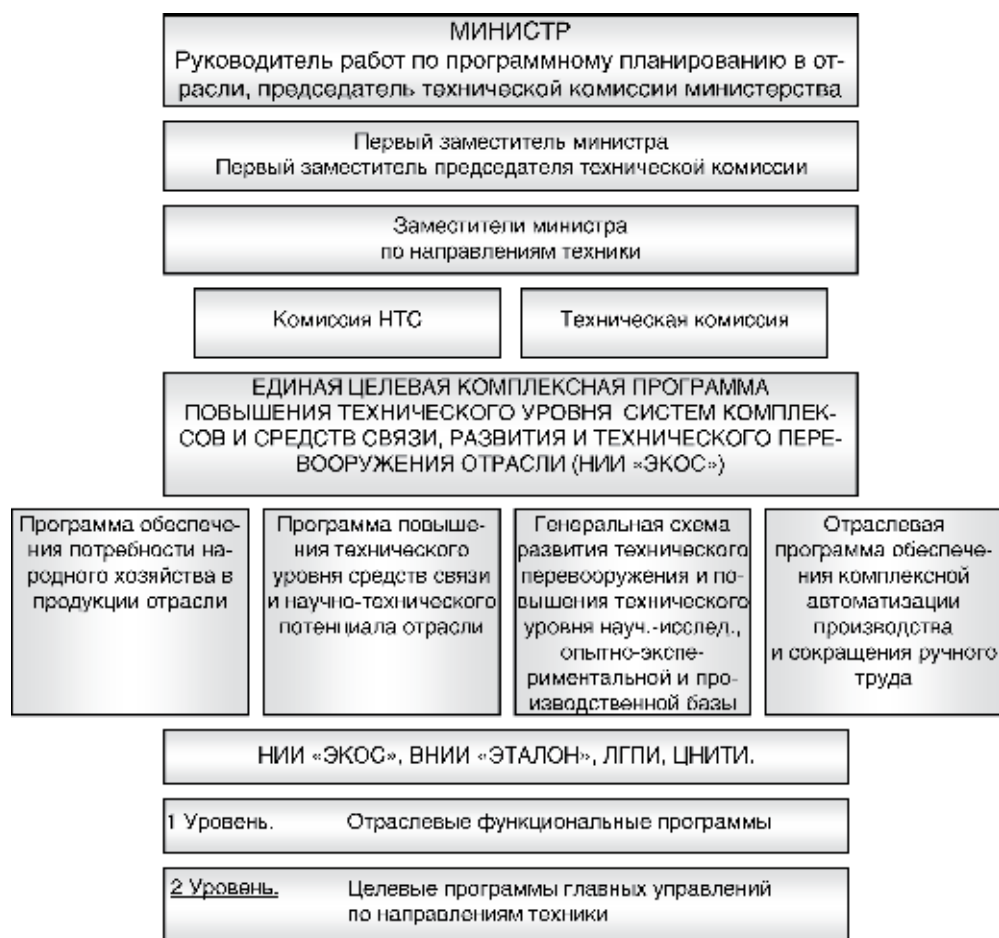 МИНИСТР
Руководитель работ по программному планированию в от-
расли, председатель технической комиссии министерства
Первый заместитель министра
Первый заместитель председателя технической комиссии
Заместители министра
по направлениям техники
Комиссия НТС
Техническая комиссия
ЕДИНАЯ ЦЕЛЕВАЯ КОМПЛЕКСНАЯ ПРОГРАММА
ПОВЫШЕНИЯ ТЕХНИЧЕСКОГО УРОВНЯ СИСТЕМ КОМПЛЕК-
СОВ И СРЕДСТВ СВЯЗИ, РАЗВИТИЯ И ТЕХНИЧЕСКОГО ПЕРЕ-
ВООРУЖЕНИЯ ОТРАСЛИ (НИИ «ЭКОС»)
Программа обеспече-
ния потребности на-
родного хозяйства в
продукции отрасли
Программа повыше-
ния технического
уровня средств связи
и научно-технического
потенциала отрасли
Генеральная схема
развития технического
перевооружения и по-
вышения технического
уровня науч.-исслед.,
опытно-экспе-
риментальной и про-
изводственной базы
Отраслевая
программа обеспече-
ния комплексной
автоматизации
производства
и сокращения ручного
труда
НИИ «ЭКОС», ВНИИ «ЭТАЛОН», ЛГПИ, ЦНИТИ.
1 Уровень. Отраслевые функциональные программы
2 Уровень. Целевые программы главных управлений
по направлениям техники